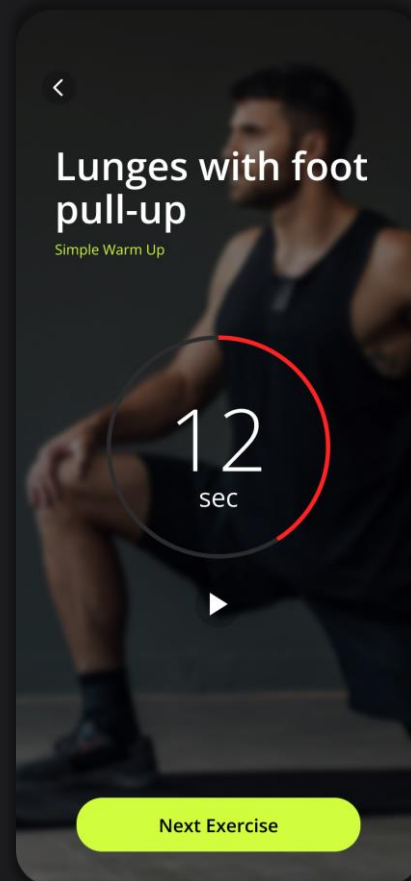 Lunges with foot
pull-up
Simple Warm Up
12
sec
Next Exercise